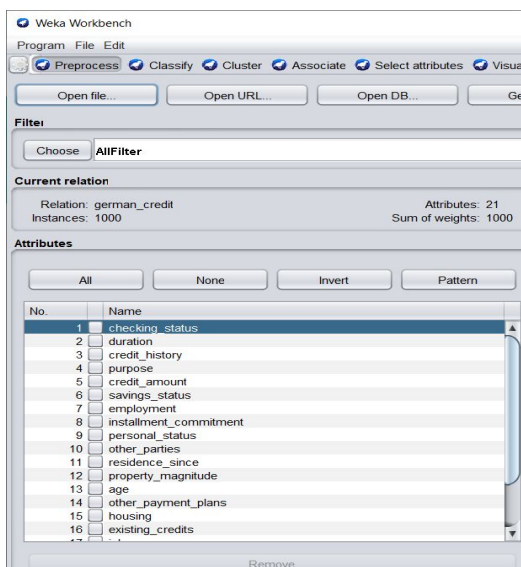 Weka Workbench
Program File Edit
Preprocess Classify Cluster Associate Select attributes Visua
Open file... Open URL... Open DB... Ge
Filter
Choose AllFilter
Current relation
Relation: german_credit Attributes: 21
Instances: 1000 Sum of weights: 1000
Attributes
All None Invert Pattern
No. Name
1 checking_status
2 duration
3 credit_history
4 purpose
5 credit_amount
6 savings_status
7 employment
8 installment_commitment
9 personal_status
10 other_parties
11 residence_since
12 property_magnitude
13 age
14 other_payment_plans
15 housing
16 existing_credits
Remove